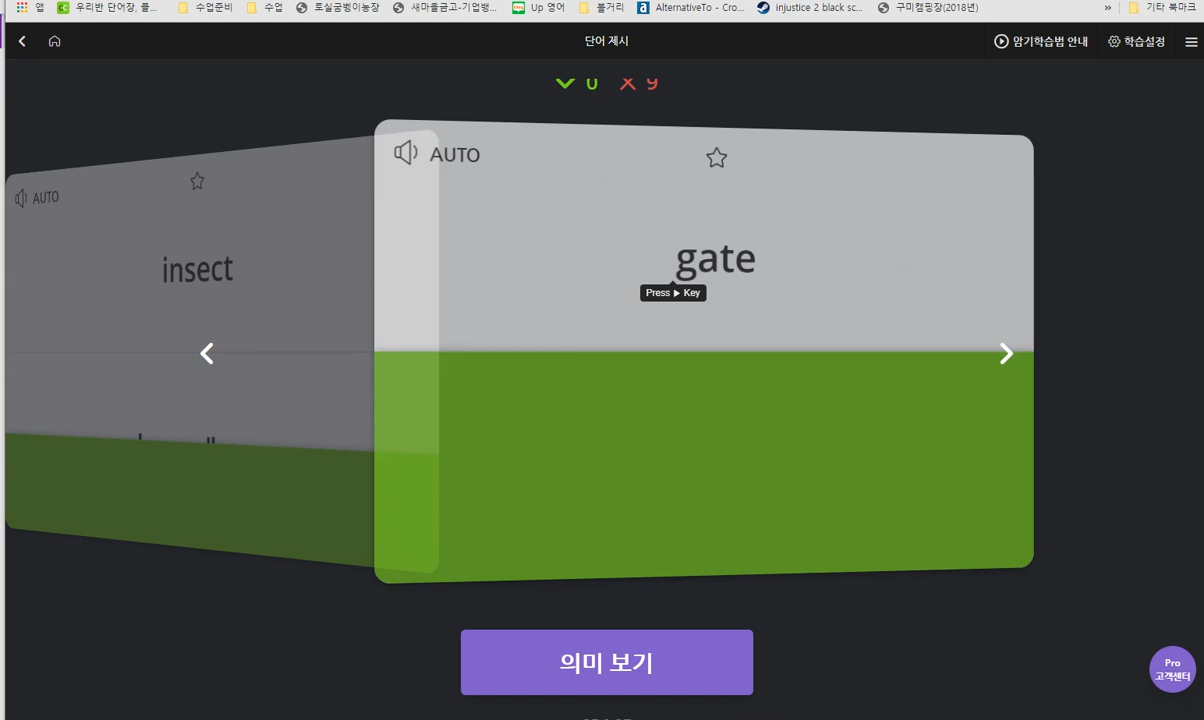 앱 우리반 단어장, 클... 수업준비 수업 토실굼벵이농장 새마을금고-기업뱅... Up 영어 볼거리 AlternativeTo - Cro... injustice 2 black sc... 구미캠핑장(2018년) » 기타 북마크
단어 제시 암기학습법 안내 학습설정
AUTO
insect
AUTO
gate
Press ▶ Key
의미 보기
Pro
고객센터